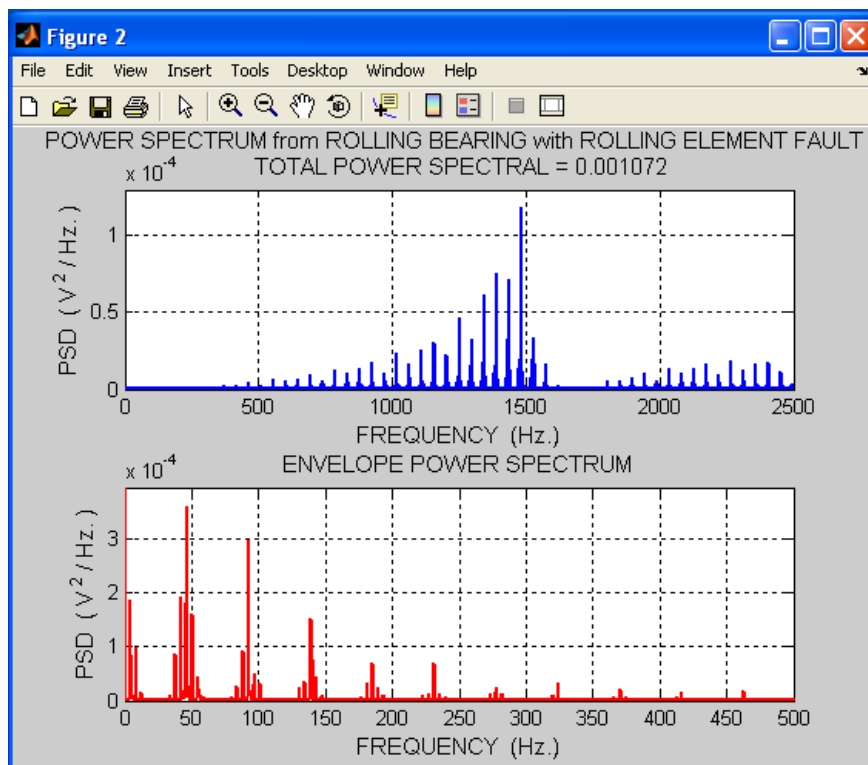 Figure 2
File Edit View Insert Tools Desktop Window Help
POWER SPECTRUM from ROLLING BEARING with ROLLING ELEMENT FAULT
TOTAL POWER SPECTRAL = 0.001072
x 10^-4
PSD ( V^2 / Hz. )
1
0.5
0
0 500 1000 1500 2000 2500
FREQUENCY (Hz.)
ENVELOPE POWER SPECTRUM
x 10^-4
PSD ( V^2 / Hz. )
3
2
1
0
0 50 100 150 200 250 300 350 400 450 500
FREQUENCY (Hz.)